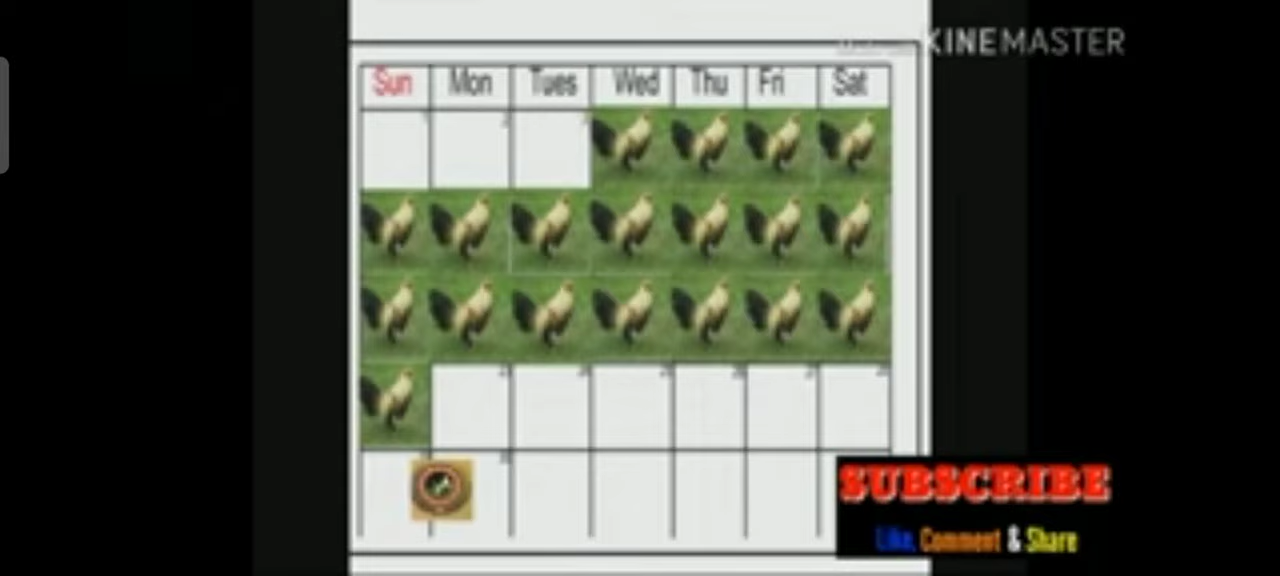 KINEMASTER
Sun Mon Tues Wed Thu Fri Sat
SUBSCRIBE
Like, Comment & Share